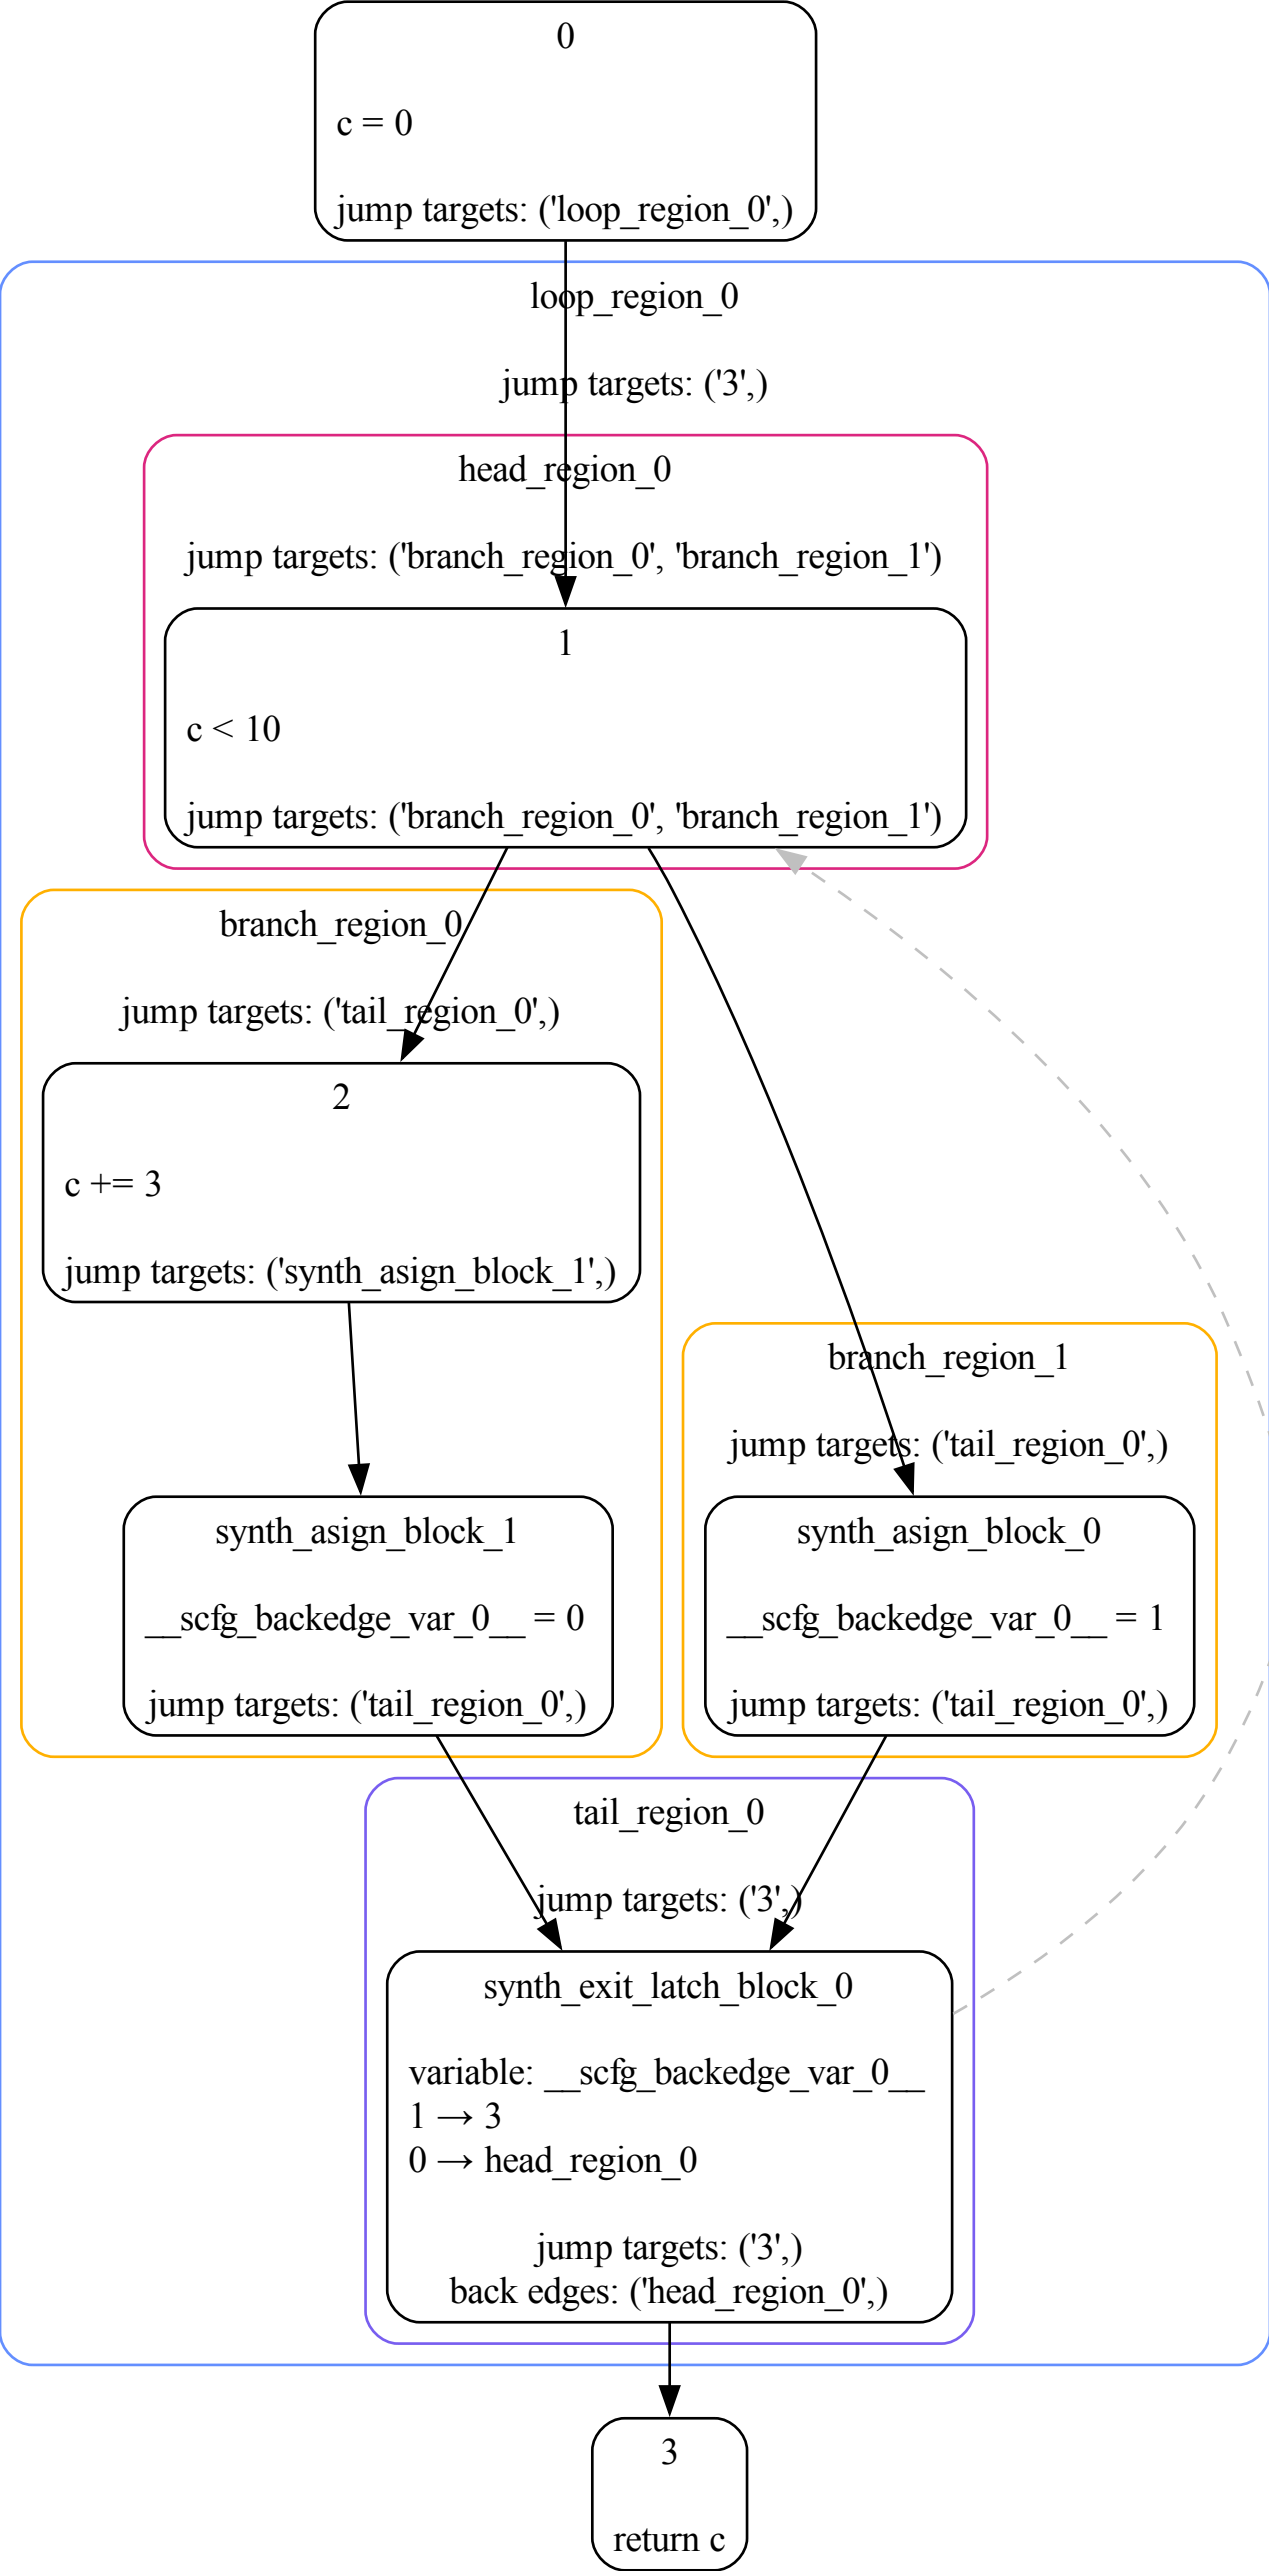 0
c = 0
jump targets: ('loop_region_0',)
loop_region_0
jump targets: ('3',)
head_region_0
jump targets: ('branch_region_0', 'branch_region_1')
1
c < 10
jump targets: ('branch_region_0', 'branch_region_1')
branch_region_0
jump targets: ('tail_region_0',)
2
c += 3
jump targets: ('synth_asign_block_1',)
branch_region_1
jump targets: ('tail_region_0',)
synth_asign_block_1
__scfg_backedge_var_0__ = 0
jump targets: ('tail_region_0',)
synth_asign_block_0
__scfg_backedge_var_0__ = 1
jump targets: ('tail_region_0',)
tail_region_0
jump targets: ('3',)
synth_exit_latch_block_0
variable: __scfg_backedge_var_0__
1 → 3
0 → head_region_0
jump targets: ('3',)
back edges: ('head_region_0',)
3
return c